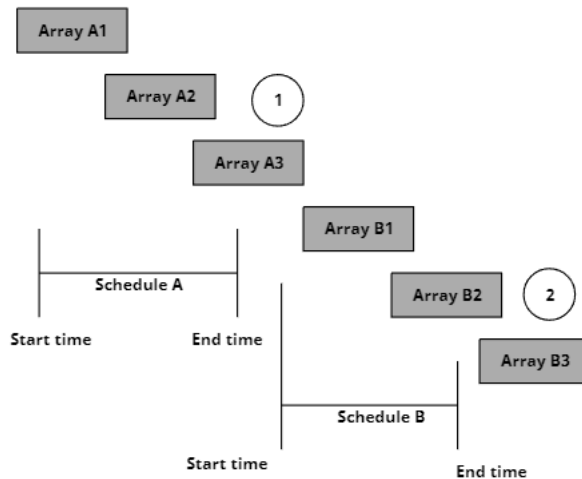 Array A1
Array A2
1
Array A3
Array B1
Schedule A
Array B2
2
Start time
End time
Array B3
Schedule B
Start time
End time